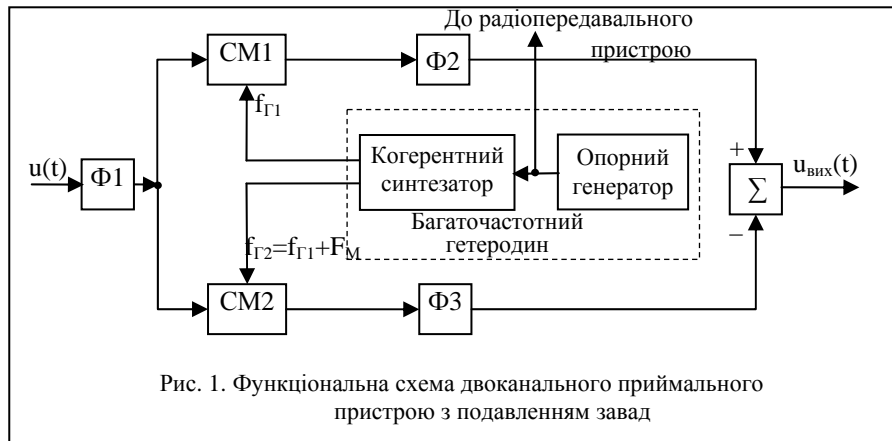 До радіопередавального
пристрою
СМ1
Ф2
f_Г1
u(t)
Ф1
Когерентний
синтезатор
Опорний
генератор
Багаточастотний
гетеродин
+
∑
−
u_вих(t)
f_Г2=f_Г1+F_М
СМ2
Ф3
Рис. 1. Функціональна схема двоканального приймального
пристрою з подавленням завад